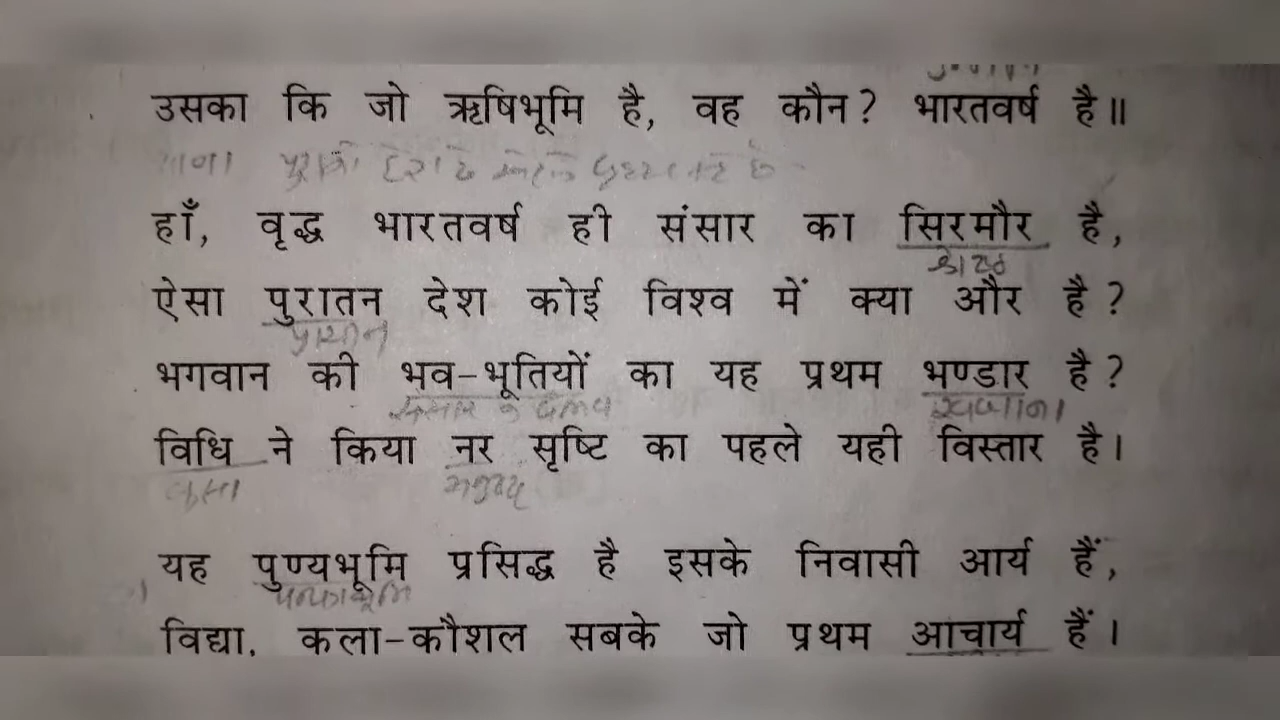 उसका कि जो ऋषिभूमि है, वह कौन? भारतवर्ष है॥
हाँ, वृद्ध भारतवर्ष ही संसार का सिरमौर है,
ऐसा पुरातन देश कोई विश्व में क्या और है?
भगवान की भव-भूतियों का यह प्रथम भण्डार है?
खजाना
विधि ने किया नर सृष्टि का पहले यही विस्तार है।
मनुष्य
यह पुण्यभूमि प्रसिद्ध है इसके निवासी आर्य हैं,
विद्या, कला-कौशल सबके जो प्रथम आचार्य हैं।